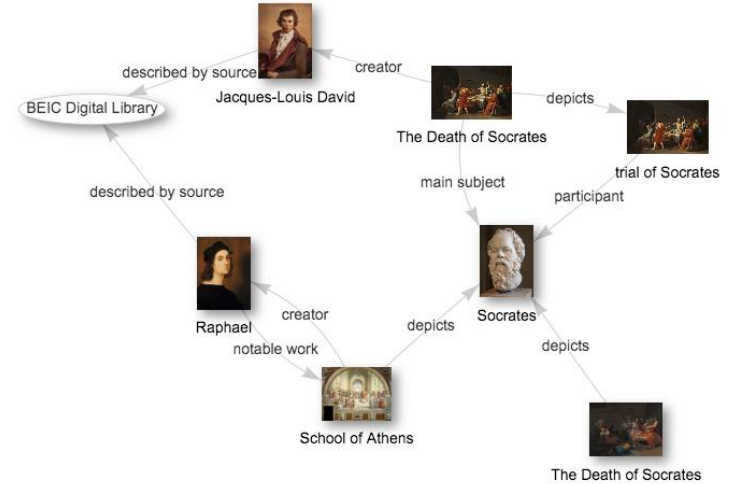 creator
described by source
Jacques-Louis David
BEIC Digital Library
depicts
The Death of Socrates
trial of Socrates
main subject
described by source
participant
Socrates
creator
Raphael
depicts
notable work
depicts
School of Athens
The Death of Socrates